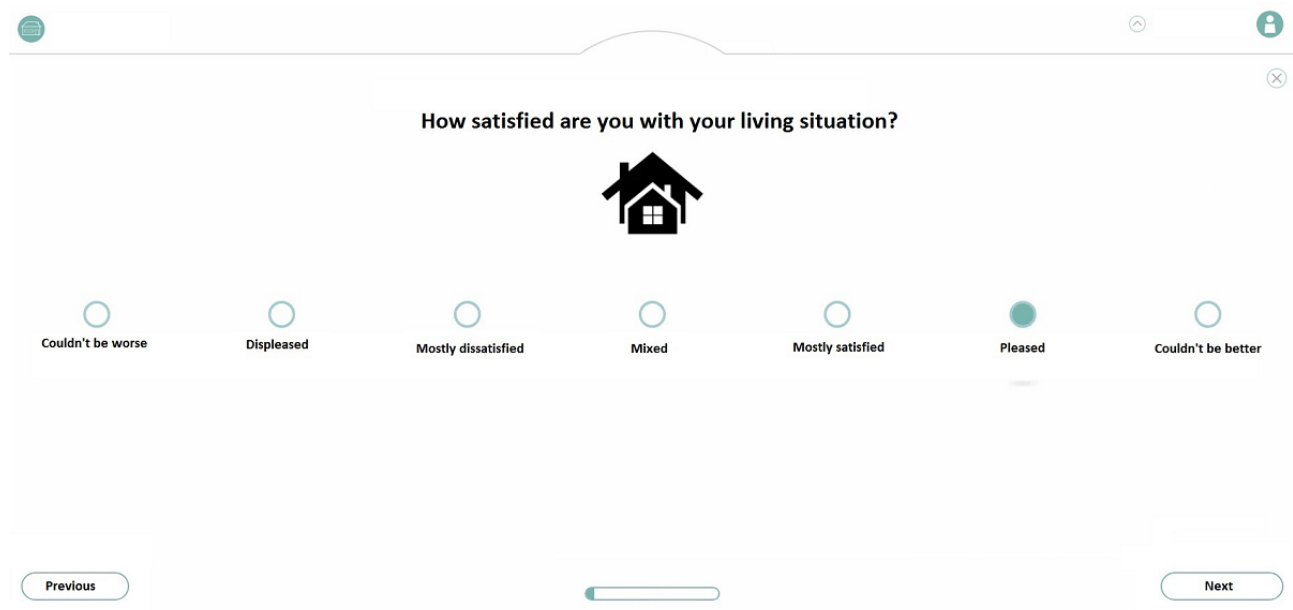 How satisfied are you with your living situation?
Couldn't be worse
Displeased
Mostly dissatisfied
Mixed
Mostly satisfied
Pleased
Couldn't be better
Previous
Next